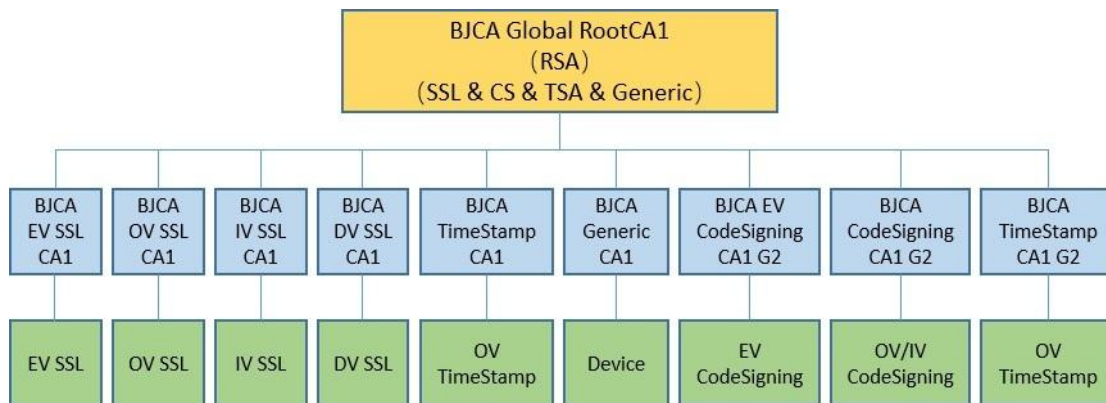 BJCA Global RootCA1
(RSA)
(SSL & CS & TSA & Generic)
BJCA
EV SSL
CA1
BJCA
OV SSL
CA1
BJCA
IV SSL
CA1
BJCA
DV SSL
CA1
BJCA
TimeStamp
CA1
BJCA
Generic
CA1
BJCA EV
CodeSigning
CA1 G2
BJCA
CodeSigning
CA1 G2
BJCA
TimeStamp
CA1 G2
EV SSL
OV SSL
IV SSL
DV SSL
OV
TimeStamp
Device
EV
CodeSigning
OV/IV
CodeSigning
OV
TimeStamp